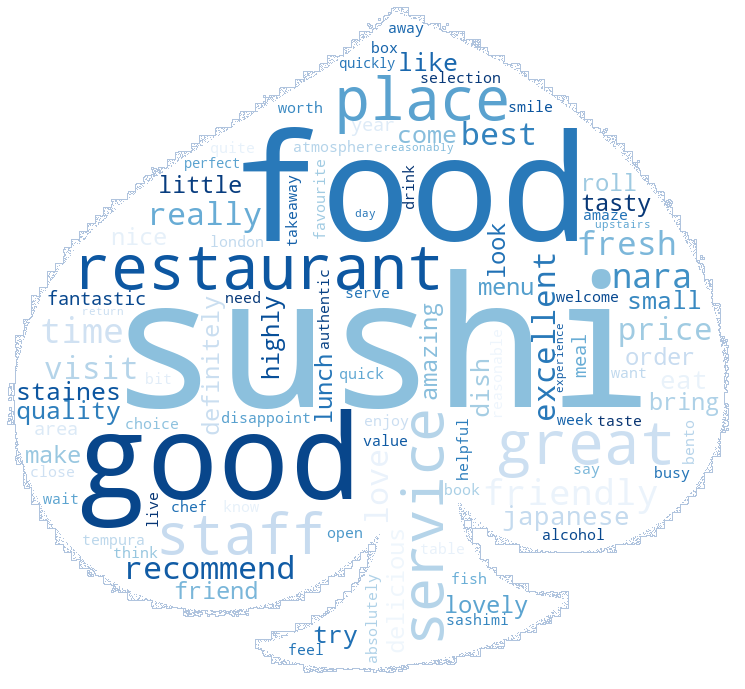 away
box
quickly like
selection
worth place smile
year
come best
quite atmosphere reasonably
perfect food
little takeaway favourite drink roll
tasty
really day amaze
upstairs
nice london look fresh
restaurant excellent nara
need highly authentic serve menu welcome small
fantastic
return
time definitely sushi amazing experience meal price
visit bit lunch quick dish reasonable want order
staines eat
quality choice disappoint enjoy week taste bring
area good value service helpful great bento
make
close love say busy
wait live chef know book friendly
staff open japanese
tempura alcohol
think delicious table
recommend
friend absolutely fish
lovely
sashimi
try
feel